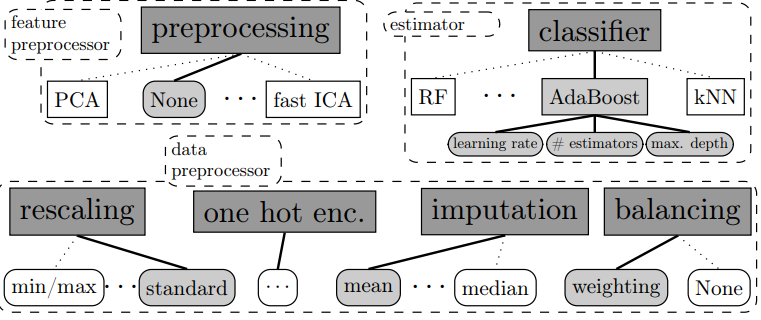 feature
preprocessor
preprocessing
PCA
None
· · ·
fast ICA
estimator
classifier
RF
· · ·
AdaBoost
kNN
learning rate
# estimators
max. depth
data
preprocessor
rescaling
one hot enc.
imputation
balancing
min/max
· · ·
standard
· · ·
mean
· · ·
median
weighting
None